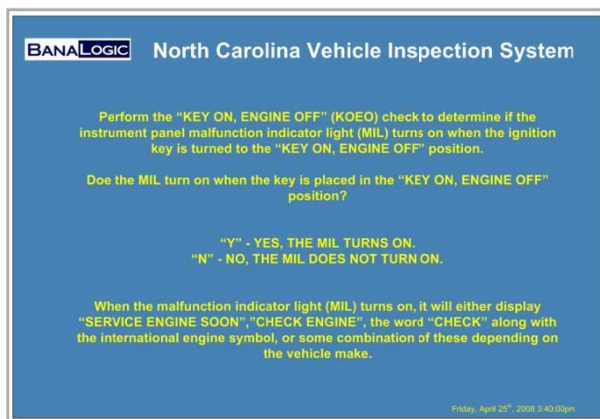 BANALOGIC North Carolina Vehicle Inspection System
Perform the “KEY ON, ENGINE OFF” (KOEO) check to determine if the
instrument panel malfunction indicator light (MIL) turns on when the ignition
key is turned to the “KEY ON, ENGINE OFF” position.
Doe the MIL turn on when the key is placed in the “KEY ON, ENGINE OFF”
position?
“Y” - YES, THE MIL TURNS ON.
“N” - NO, THE MIL DOES NOT TURN ON.
When the malfunction indicator light (MIL) turns on, it will either display
“SERVICE ENGINE SOON”,”CHECK ENGINE”, the word “CHECK” along with
the international engine symbol, or some combination of these depending on
the vehicle make.
Friday, April 25th, 2008 3:40:00pm